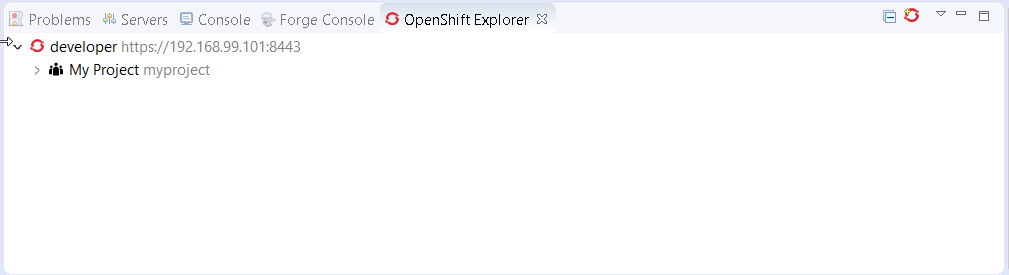 Problems Servers Console Forge Console OpenShift Explorer
developer https://192.168.99.101:8443
My Project myproject